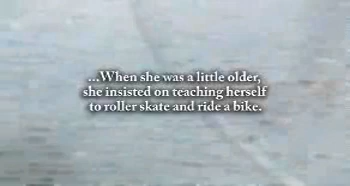 ...When she was a little older,
she insisted on teaching herself
to roller skate and ride a bike.